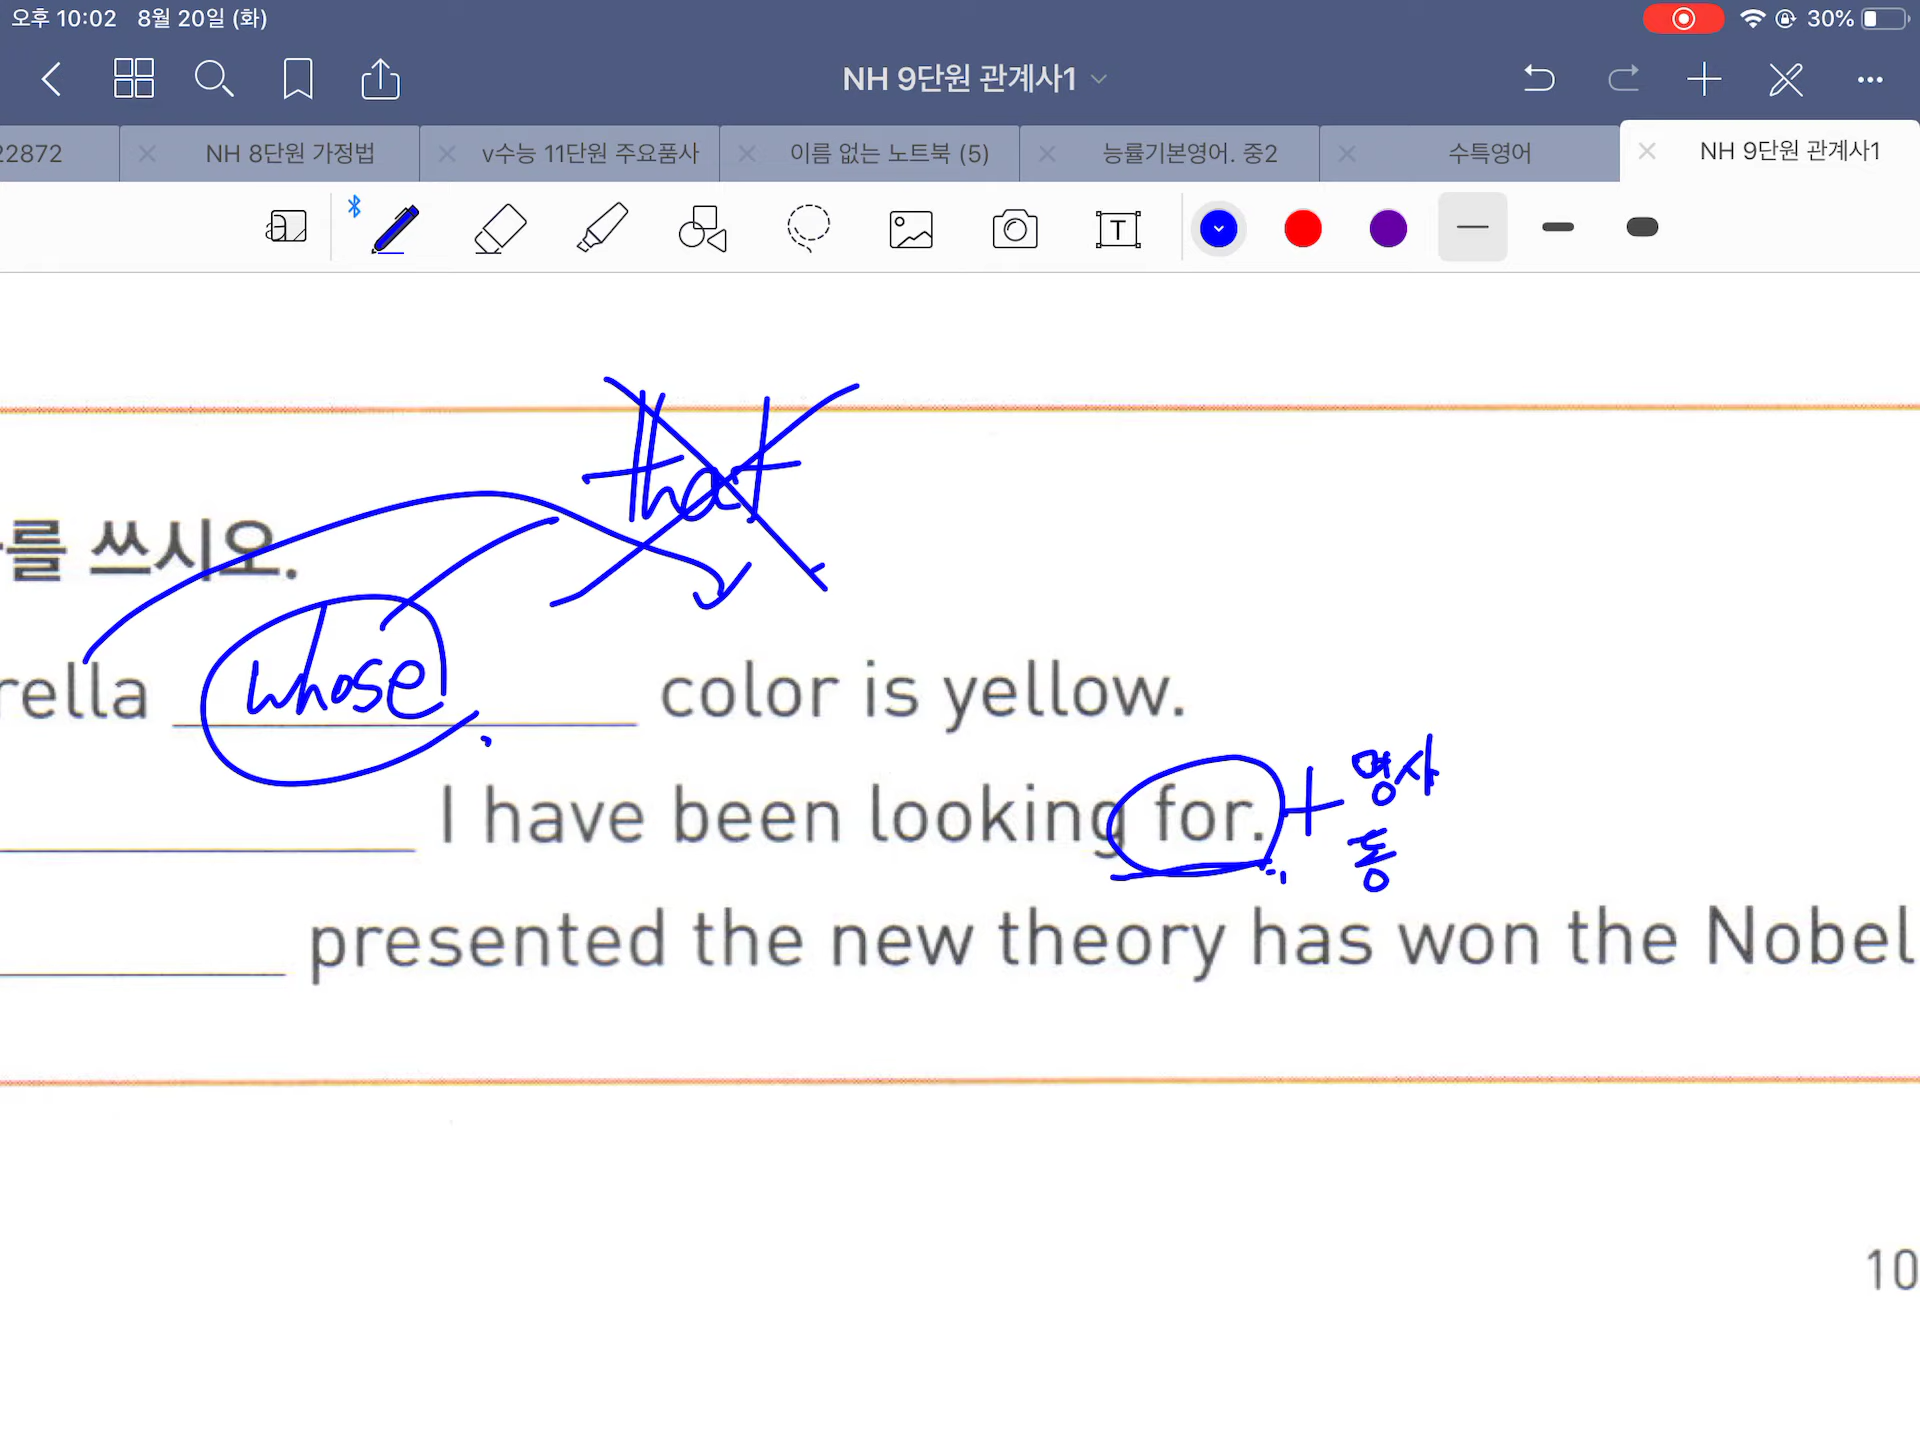 오후 10:02 8월 20일 (화) 30%
NH 9단원 관계사1
22872 NH 8단원 가정법 v수능 11단원 주요품사 이름 없는 노트북 (5) 능률기본영어. 중2 수특영어 NH 9단원 관계사1
T
that
를 쓰시오.
rella whose color is yellow.
I have been looking for. + 명사
동
presented the new theory has won the Nobel
10